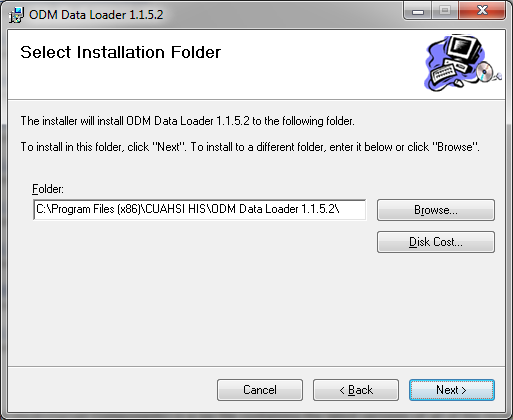 ODM Data Loader 1.1.5.2
Select Installation Folder
The installer will install ODM Data Loader 1.1.5.2 to the following folder.
To install in this folder, click "Next". To install to a different folder, enter it below or click "Browse".
Folder:
C:\Program Files (x86)\CUAHSI HIS\ODM Data Loader 1.1.5.2\
Browse...
Disk Cost...
Cancel
< Back
Next >